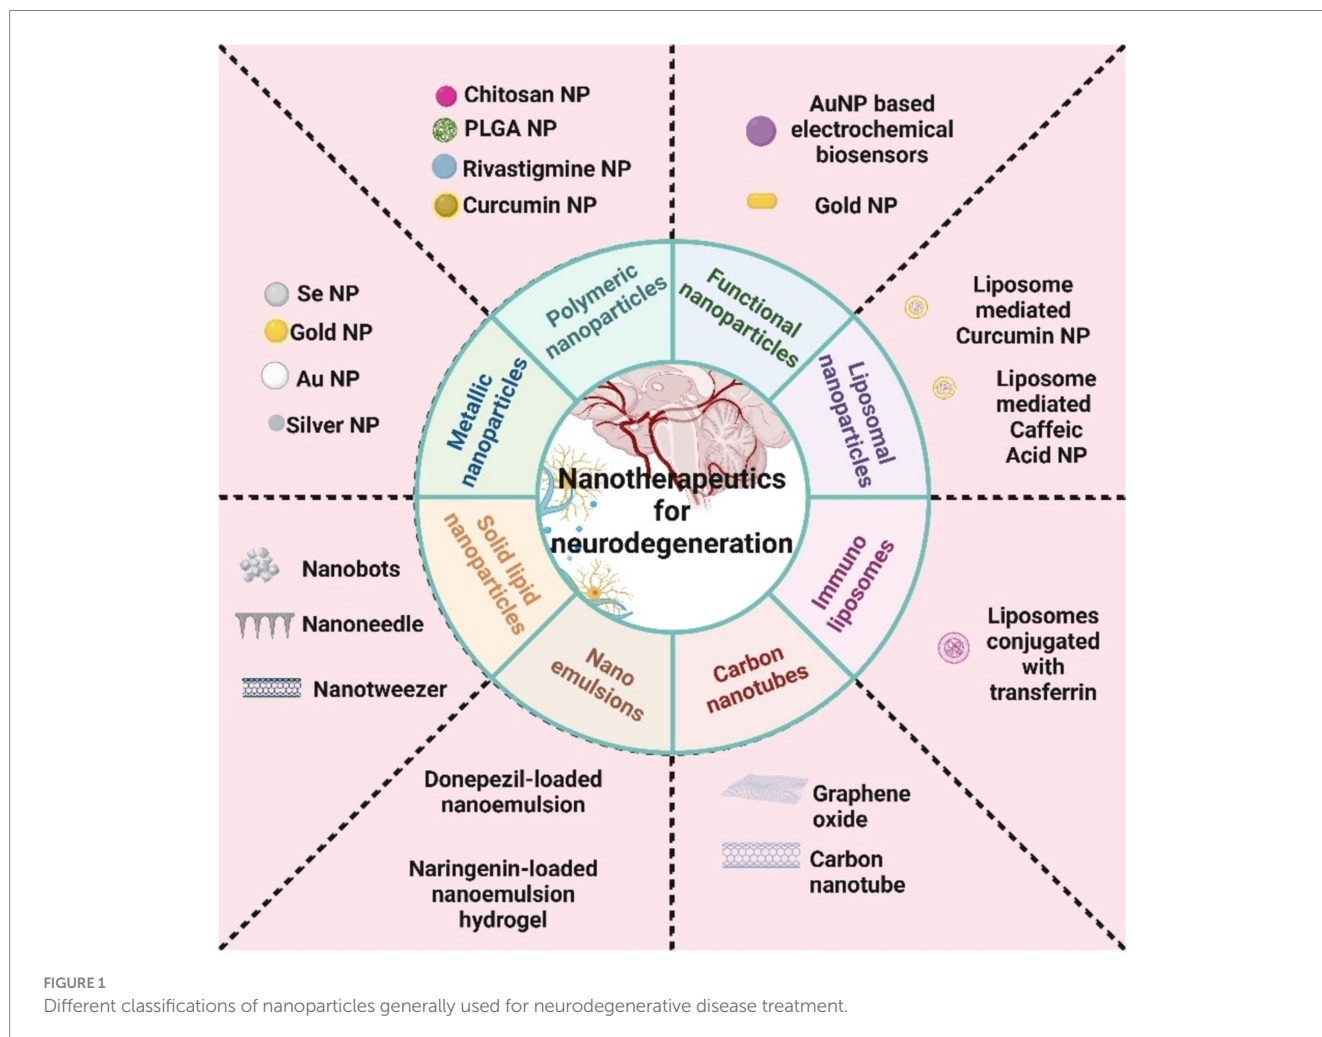 Chitosan NP
PLGA NP
Rivastigmine NP
Curcumin NP
AuNP based
electrochemical
biosensors
Gold NP
Se NP
Gold NP
Au NP
Silver NP
Liposome
mediated
Curcumin NP
Liposome
mediated
Caffeic
Acid NP
Polymeric
nanoparticles
Functional
nanoparticles
Metallic
nanoparticles
Liposomal
nanoparticles
Nanotherapeutics
for
neurodegeneration
Solid lipid
nanoparticles
Immuno
liposomes
Nano
emulsions
Carbon
nanotubes
Nanobots
Nanoneedle
Nanotweezer
Liposomes
conjugated
with
transferrin
Donepezil-loaded
nanoemulsion
Naringenin-loaded
nanoemulsion
hydrogel
Graphene
oxide
Carbon
nanotube
FIGURE 1
Different classifications of nanoparticles generally used for neurodegenerative disease treatment.